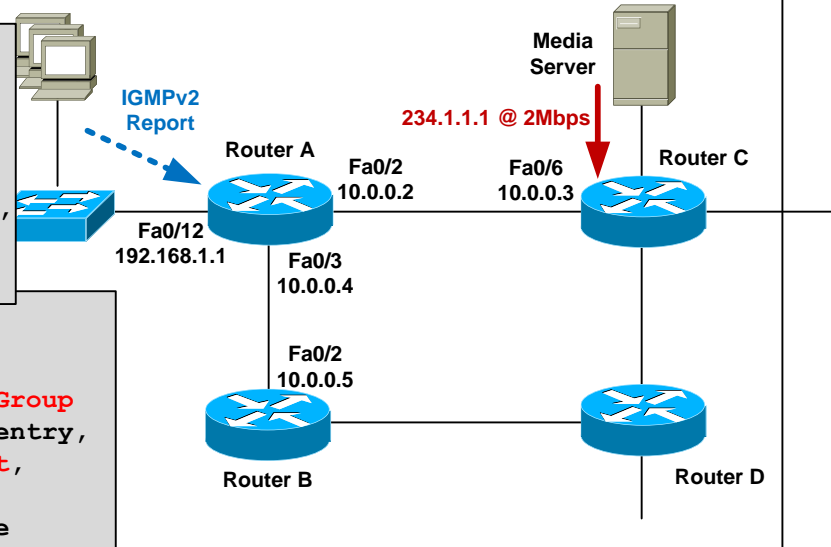 Media
Server
IGMPv2
Report
234.1.1.1 @ 2Mbps
Router A
Router C
Fa0/2
10.0.0.2
Fa0/6
10.0.0.3
,
Fa0/12
192.168.1.1
Fa0/3
10.0.0.4
Fa0/2
10.0.0.5
Group
entry,
t,
e
Router B
Router D